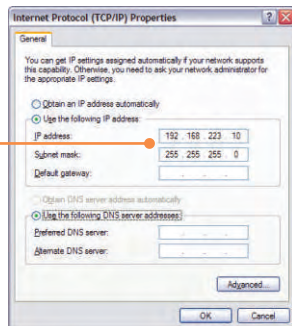 Internet Protocol (TCP/IP) Properties
General
You can get IP settings assigned automatically if your network supports
this capability. Otherwise, you need to ask your network administrator for
the appropriate IP settings.
Obtain an IP address automatically
Use the following IP address:
IP address: 192 . 168 . 223 . 10
Subnet mask: 255 . 255 . 255 . 0
Default gateway: . . .
Obtain DNS server address automatically
Use the following DNS server addresses:
Preferred DNS server: . . .
Alternate DNS server: . . .
Advanced...
OK Cancel